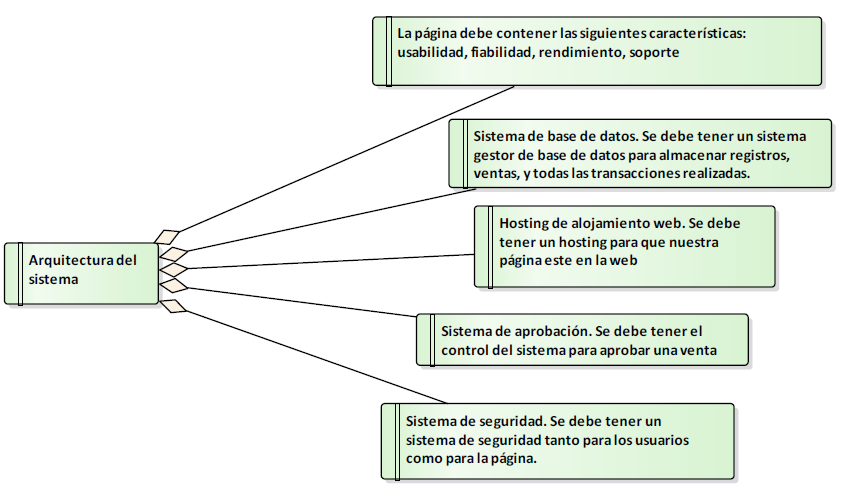 La página debe contener las siguientes características:
usabilidad, fiabilidad, rendimiento, soporte
Sistema de base de datos. Se debe tener un sistema
gestor de base de datos para almacenar registros,
ventas, y todas las transacciones realizadas.
Hosting de alojamiento web. Se debe
tener un hosting para que nuestra
página este en la web
Arquitectura del
sistema
Sistema de aprobación. Se debe tener el
control del sistema para aprobar una venta
Sistema de seguridad. Se debe tener un
sistema de seguridad tanto para los usuarios
como para la página.